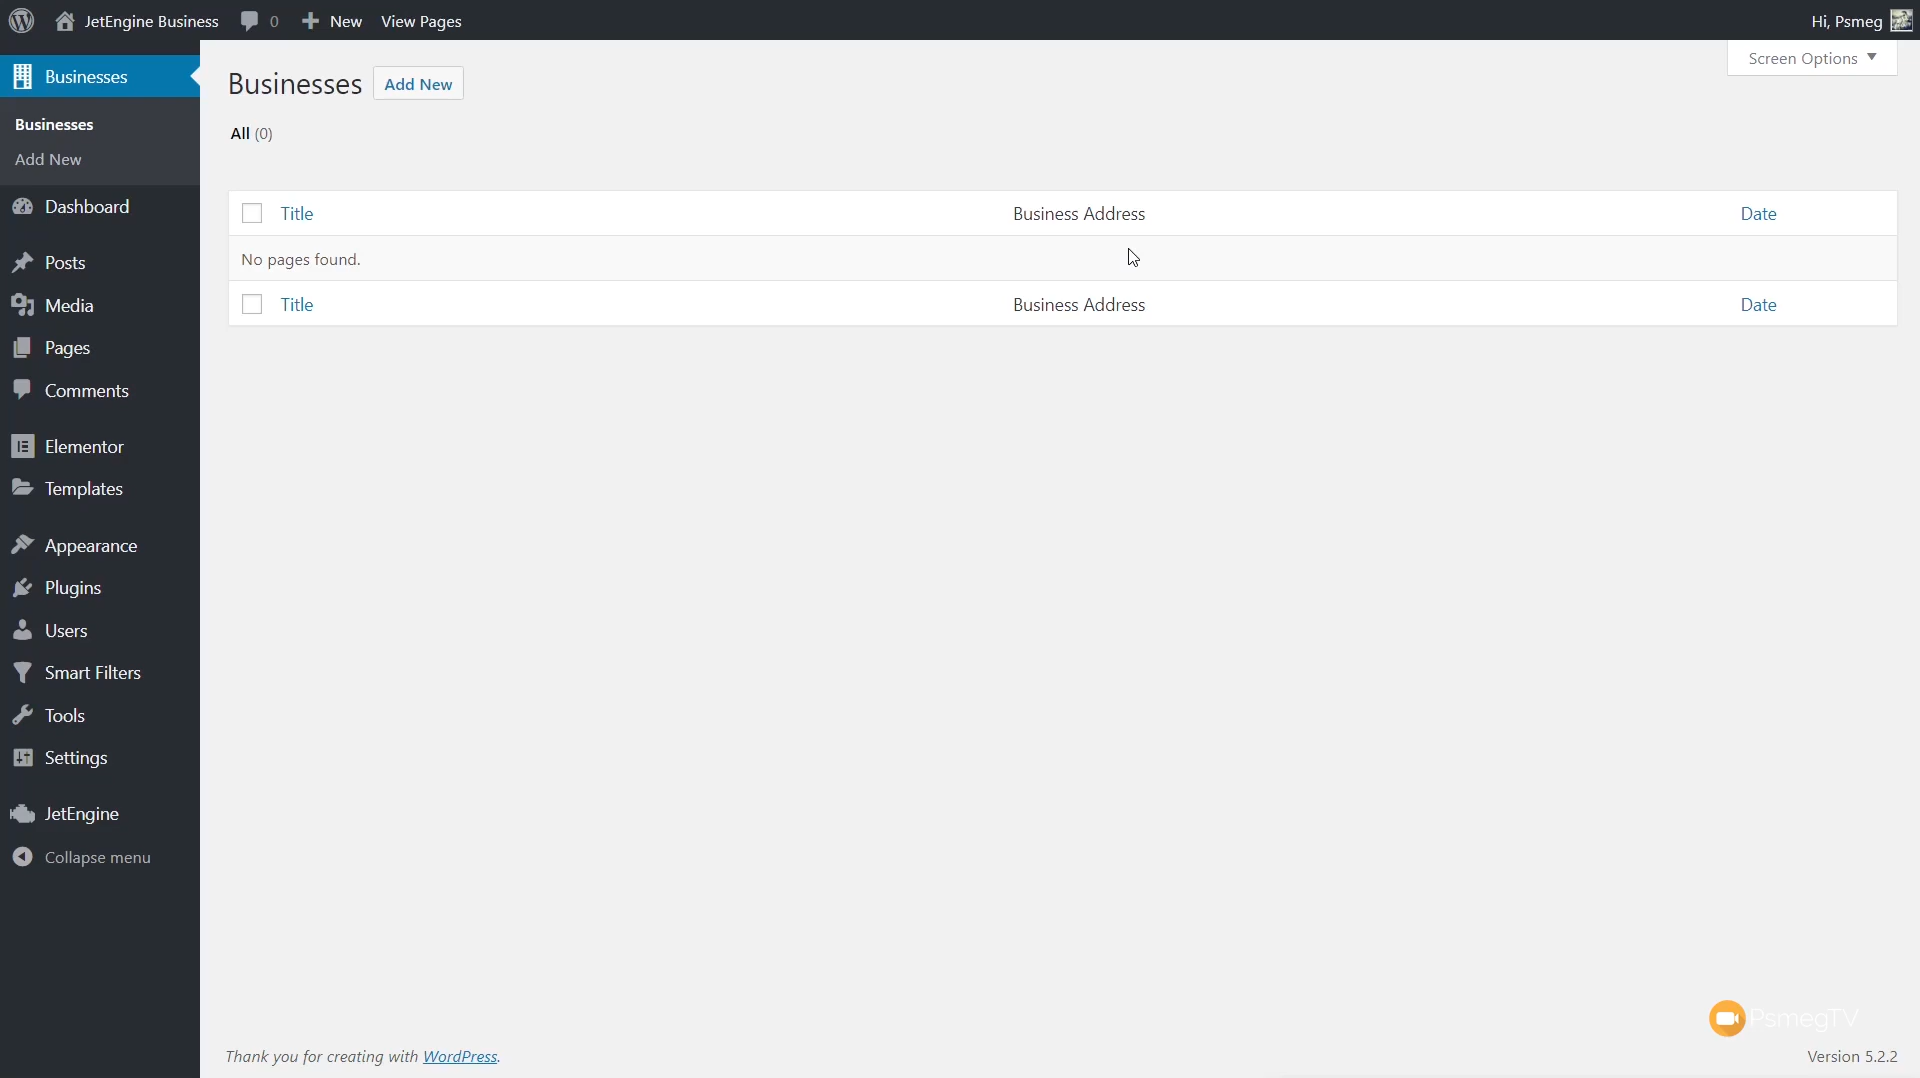 JetEngine Business 0 New View Pages Hi, Psmeg
Screen Options
Businesses
Businesses Add New
Businesses
Add New
All (0)
Dashboard
Title Business Address Date
No pages found.
Title Business Address Date
Posts
Media
Pages
Comments
Elementor
Templates
Appearance
Plugins
Users
Smart Filters
Tools
Settings
JetEngine
Collapse menu
PsmegTV
Thank you for creating with WordPress.
Version 5.2.2